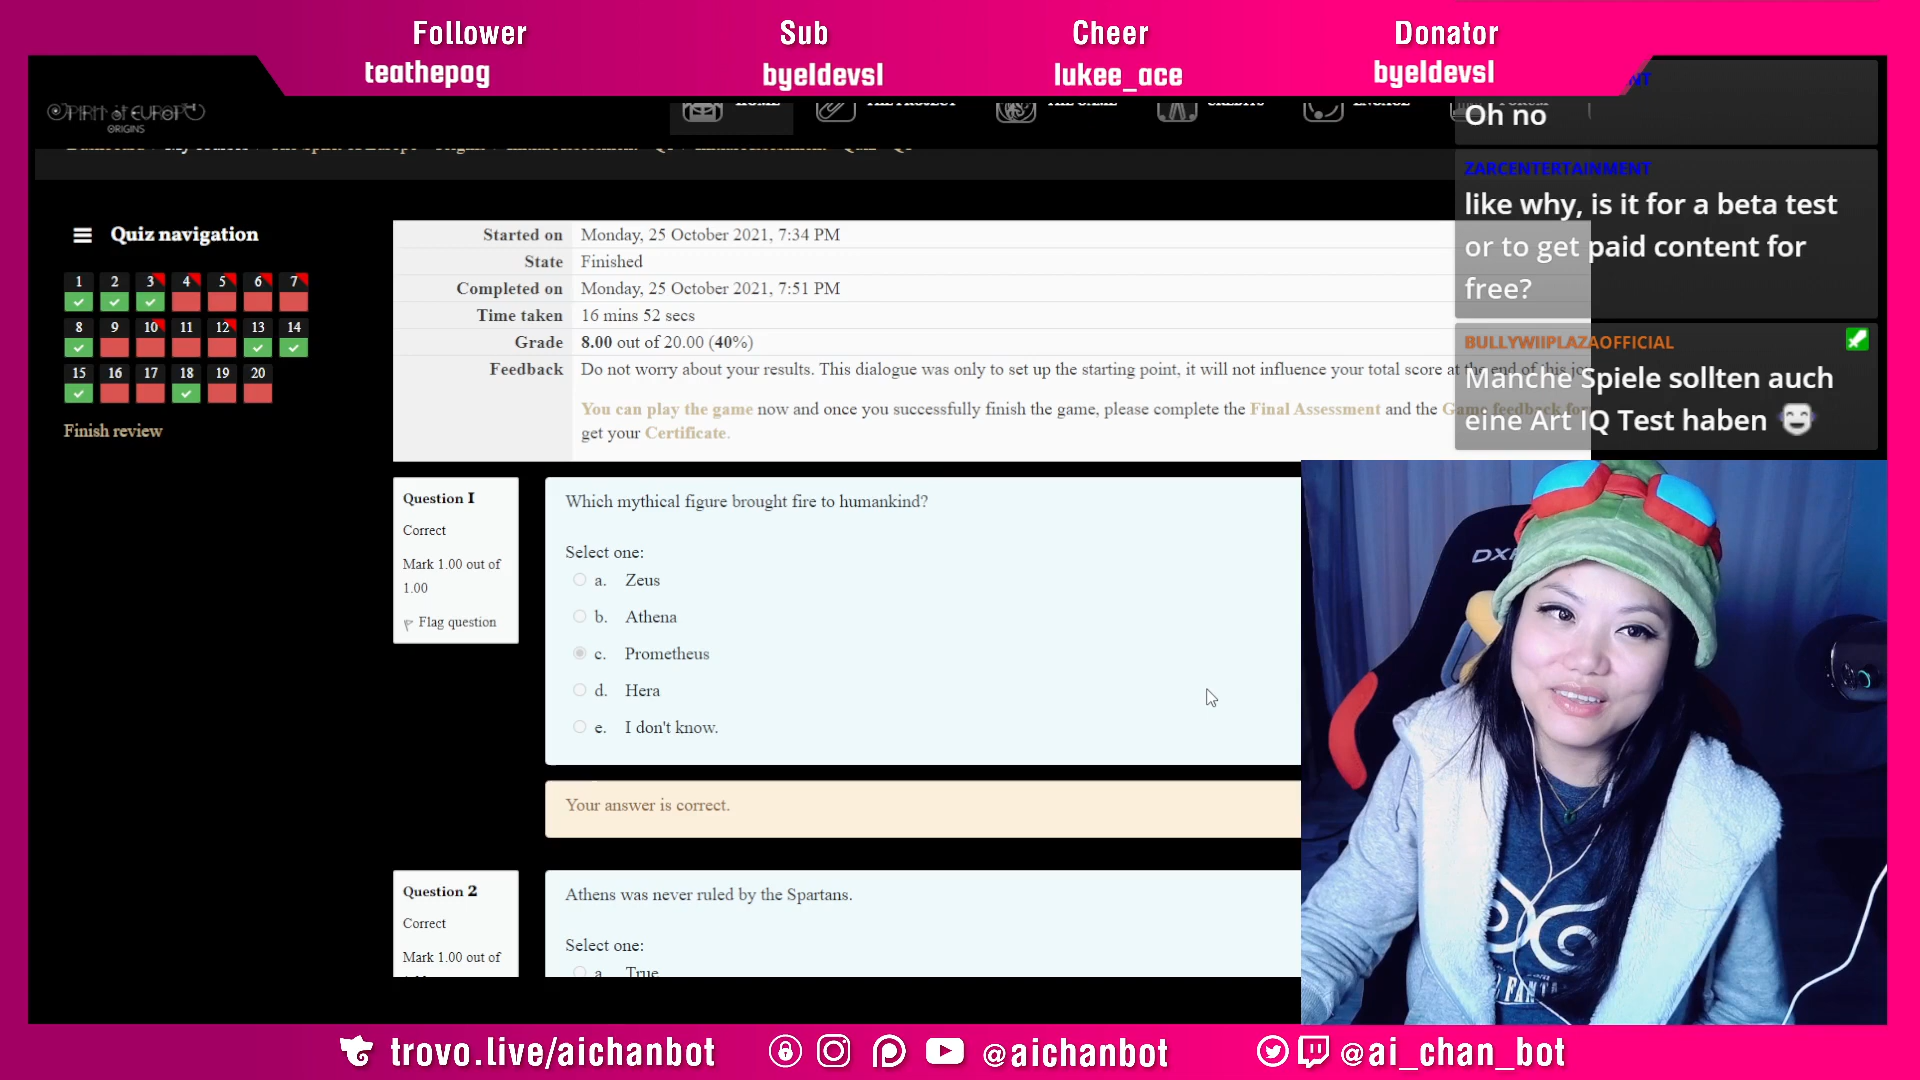 Follower
Sub
Cheer
Donator
teathepog
byeldevsl
lukee_ace
byeldevsl
ORIGINS
Oh no
ZARCENTERTAINMENT
like why, is it for a beta test
or to get paid content for
free?
BULLYWIIPLAZAOFFICIAL
Manche Spiele sollten auch
eine Art IQ Test haben
Quiz navigation
1 2 3 4 5 6 7
8 9 10 11 12 13 14
15 16 17 18 19 20
Finish review
Started on Monday, 25 October 2021, 7:34 PM
State Finished
Completed on Monday, 25 October 2021, 7:51 PM
Time taken 16 mins 52 secs
Grade 8.00 out of 20.00 (40%)
Feedback Do not worry about your results. This dialogue was only to set up the starting point, it will not influence your total score at the end of this
You can play the game now and once you successfully finish the game, please complete the Final Assessment and the Game feedback
get your Certificate.
Question 1
Correct
Mark 1.00 out of
1.00
Flag question
Which mythical figure brought fire to humankind?
Select one:
a. Zeus
b. Athena
c. Prometheus
d. Hera
e. I don't know.
Your answer is correct.
Question 2
Correct
Mark 1.00 out of
Athens was never ruled by the Spartans.
Select one:
a. True
trovo.live/aichanbot
@aichanbot
@ai_chan_bot